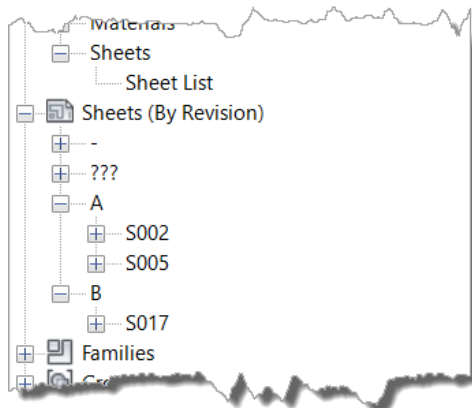 Materials
Sheets
Sheet List
Sheets (By Revision)
-
???
A
S002
S005
B
S017
Families